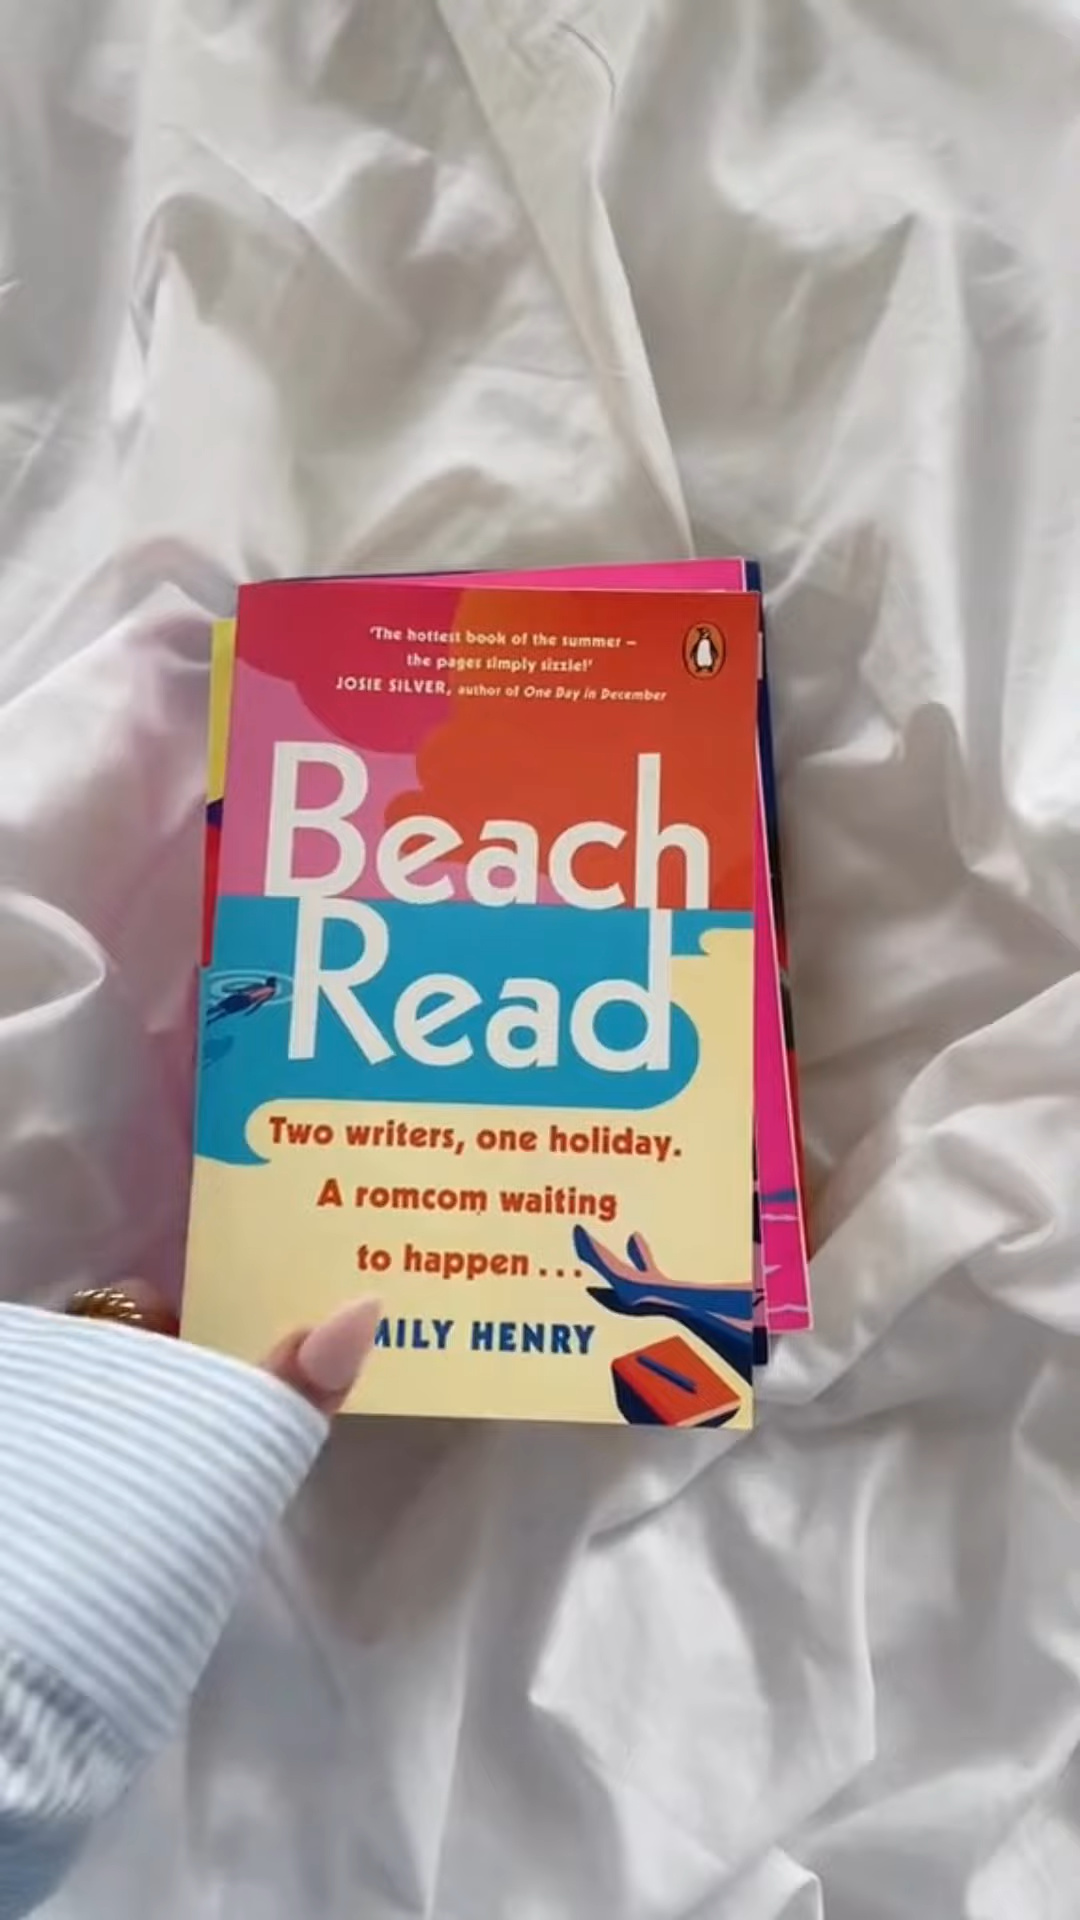 'The hottest book of the summer –
the pages simply sizzle!'
JOSIE SILVER, author of One Day in December
Beach
Read
Two writers, one holiday.
A romcom waiting
to happen...
MILY HENRY